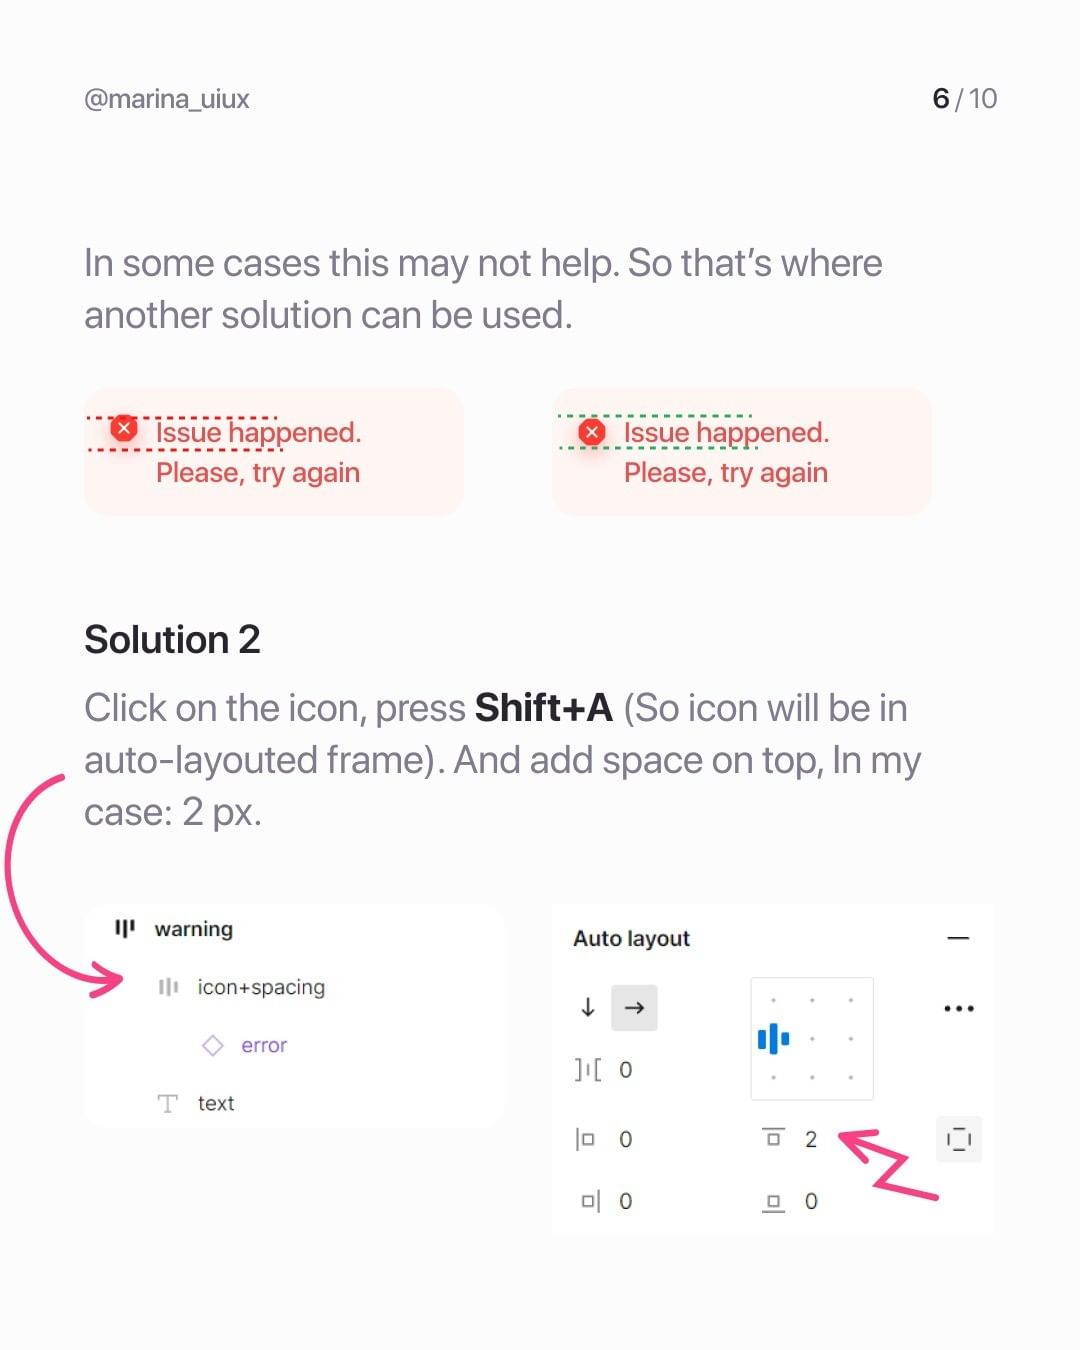 @marina_uiux
6 / 10
In some cases this may not help. So that’s where
another solution can be used.
Issue happened.
Please, try again
Issue happened.
Please, try again
Solution 2
Click on the icon, press Shift+A (So icon will be in
auto-layouted frame). And add space on top, In my
case: 2 px.
warning
icon+spacing
error
text
Auto layout
0
0
2
0
0